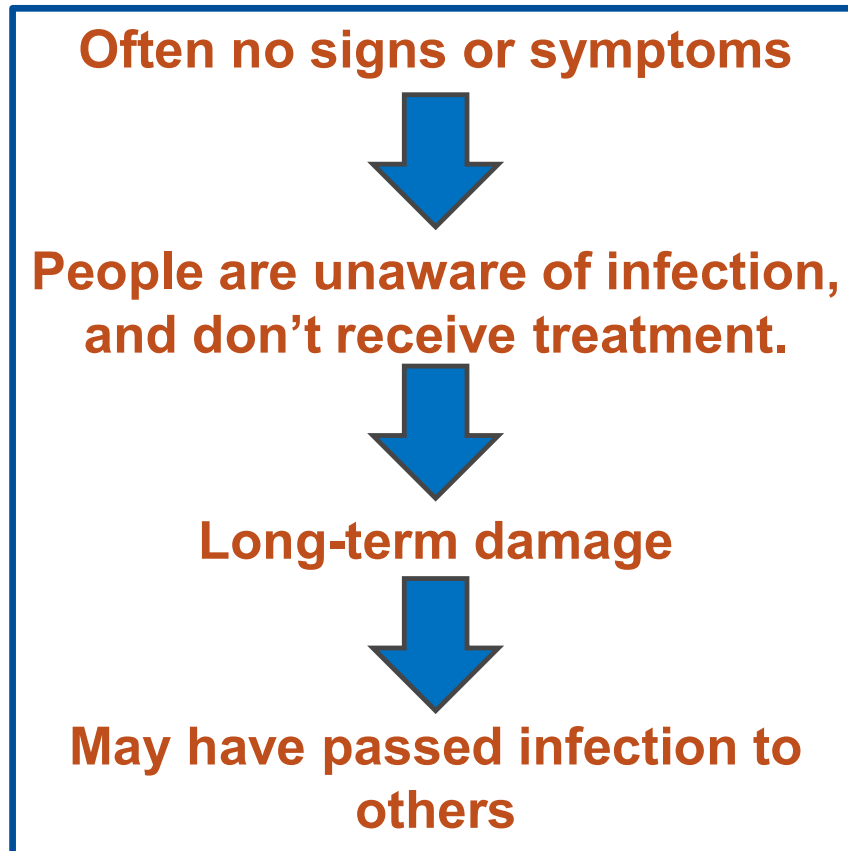 Often no signs or symptoms
People are unaware of infection,
and don’t receive treatment.
Long-term damage
May have passed infection to
others